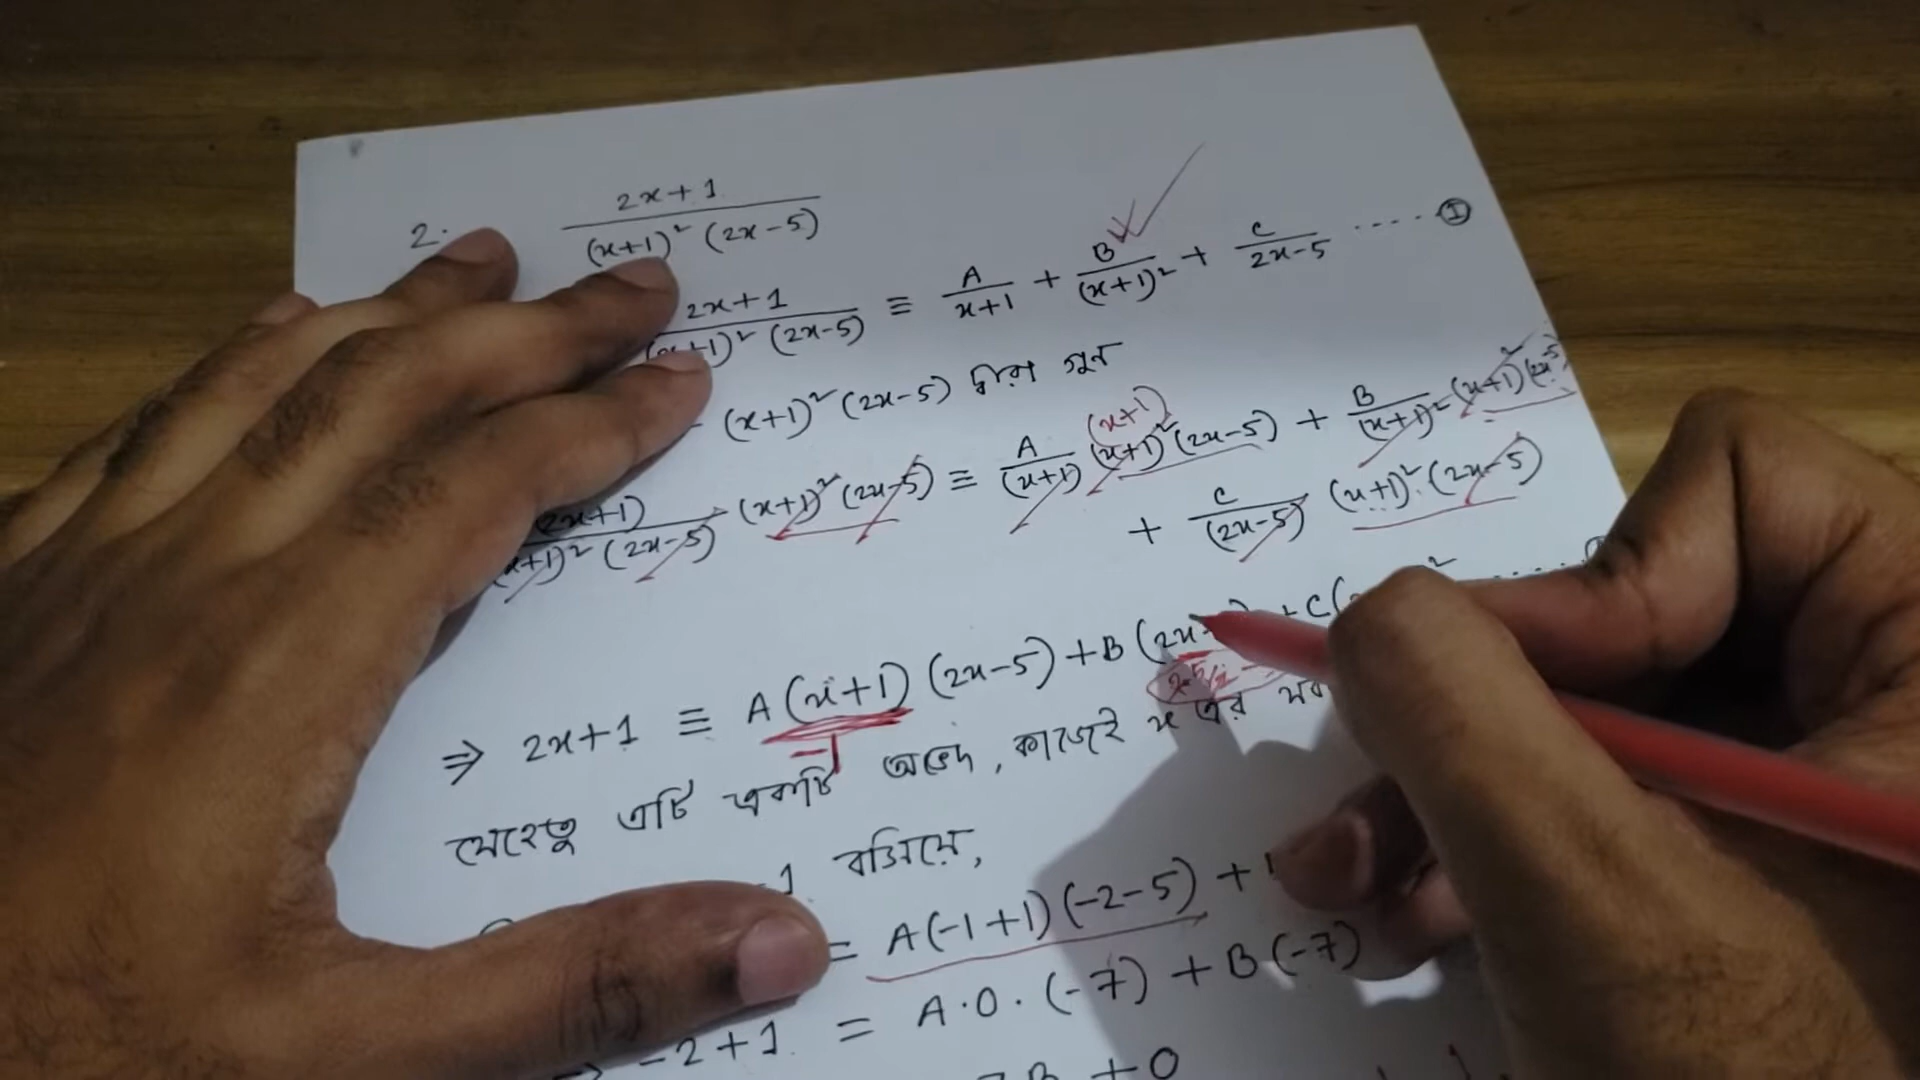 2. 2x+1 / (x+1)² (2x-5)
2x+1 / (x+1)² (2x-5) ≡ A / x+1 + B / (x+1)² + C / 2x-5 ..... I
(x+1)² (2x-5) দ্বারা গুন
(2x+1) / (x+1)² (2x-5) (x+1)² (2x-5) ≡ A / (x+1) (x+1)² (2x-5) + B / (x+1)² (x+1)² (2x-5)
(x+1)
+ C / (2x-5) (x+1)² (2x-5)
⇒ 2x+1 ≡ A (x+1) (2x-5) + B (2x + C(
-1
যেহেতু এটি একটি অভেদ, কাজেই x এর
-1 বসিয়ে,
= A(-1+1) (-2-5) +
-2+1 = A·0·(-7) + B(-7)
+0